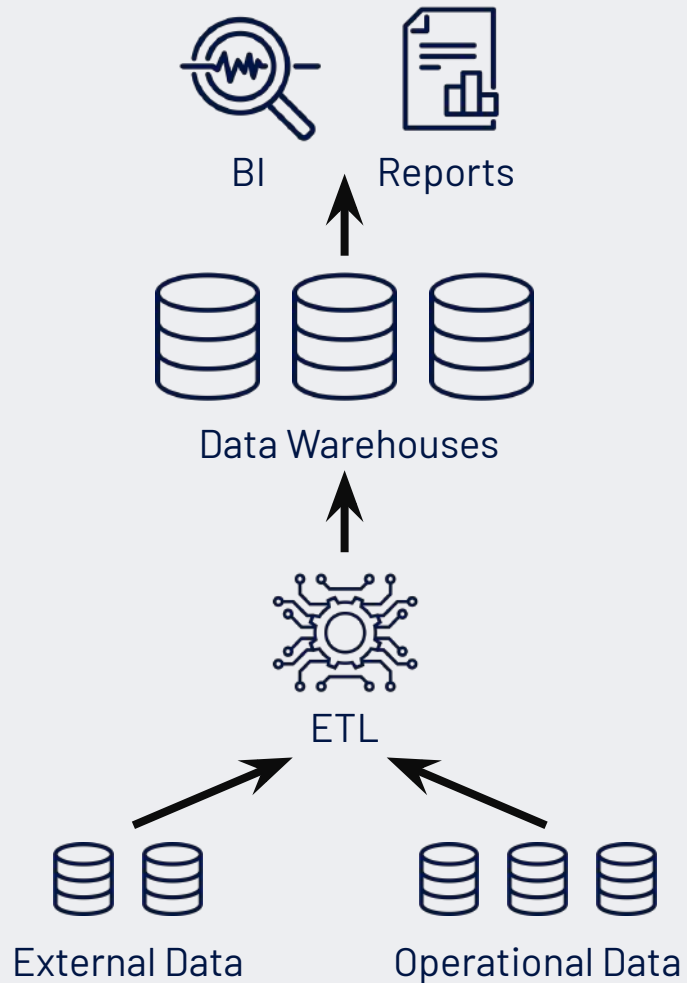 BI
Reports
Data Warehouses
ETL
External Data
Operational Data